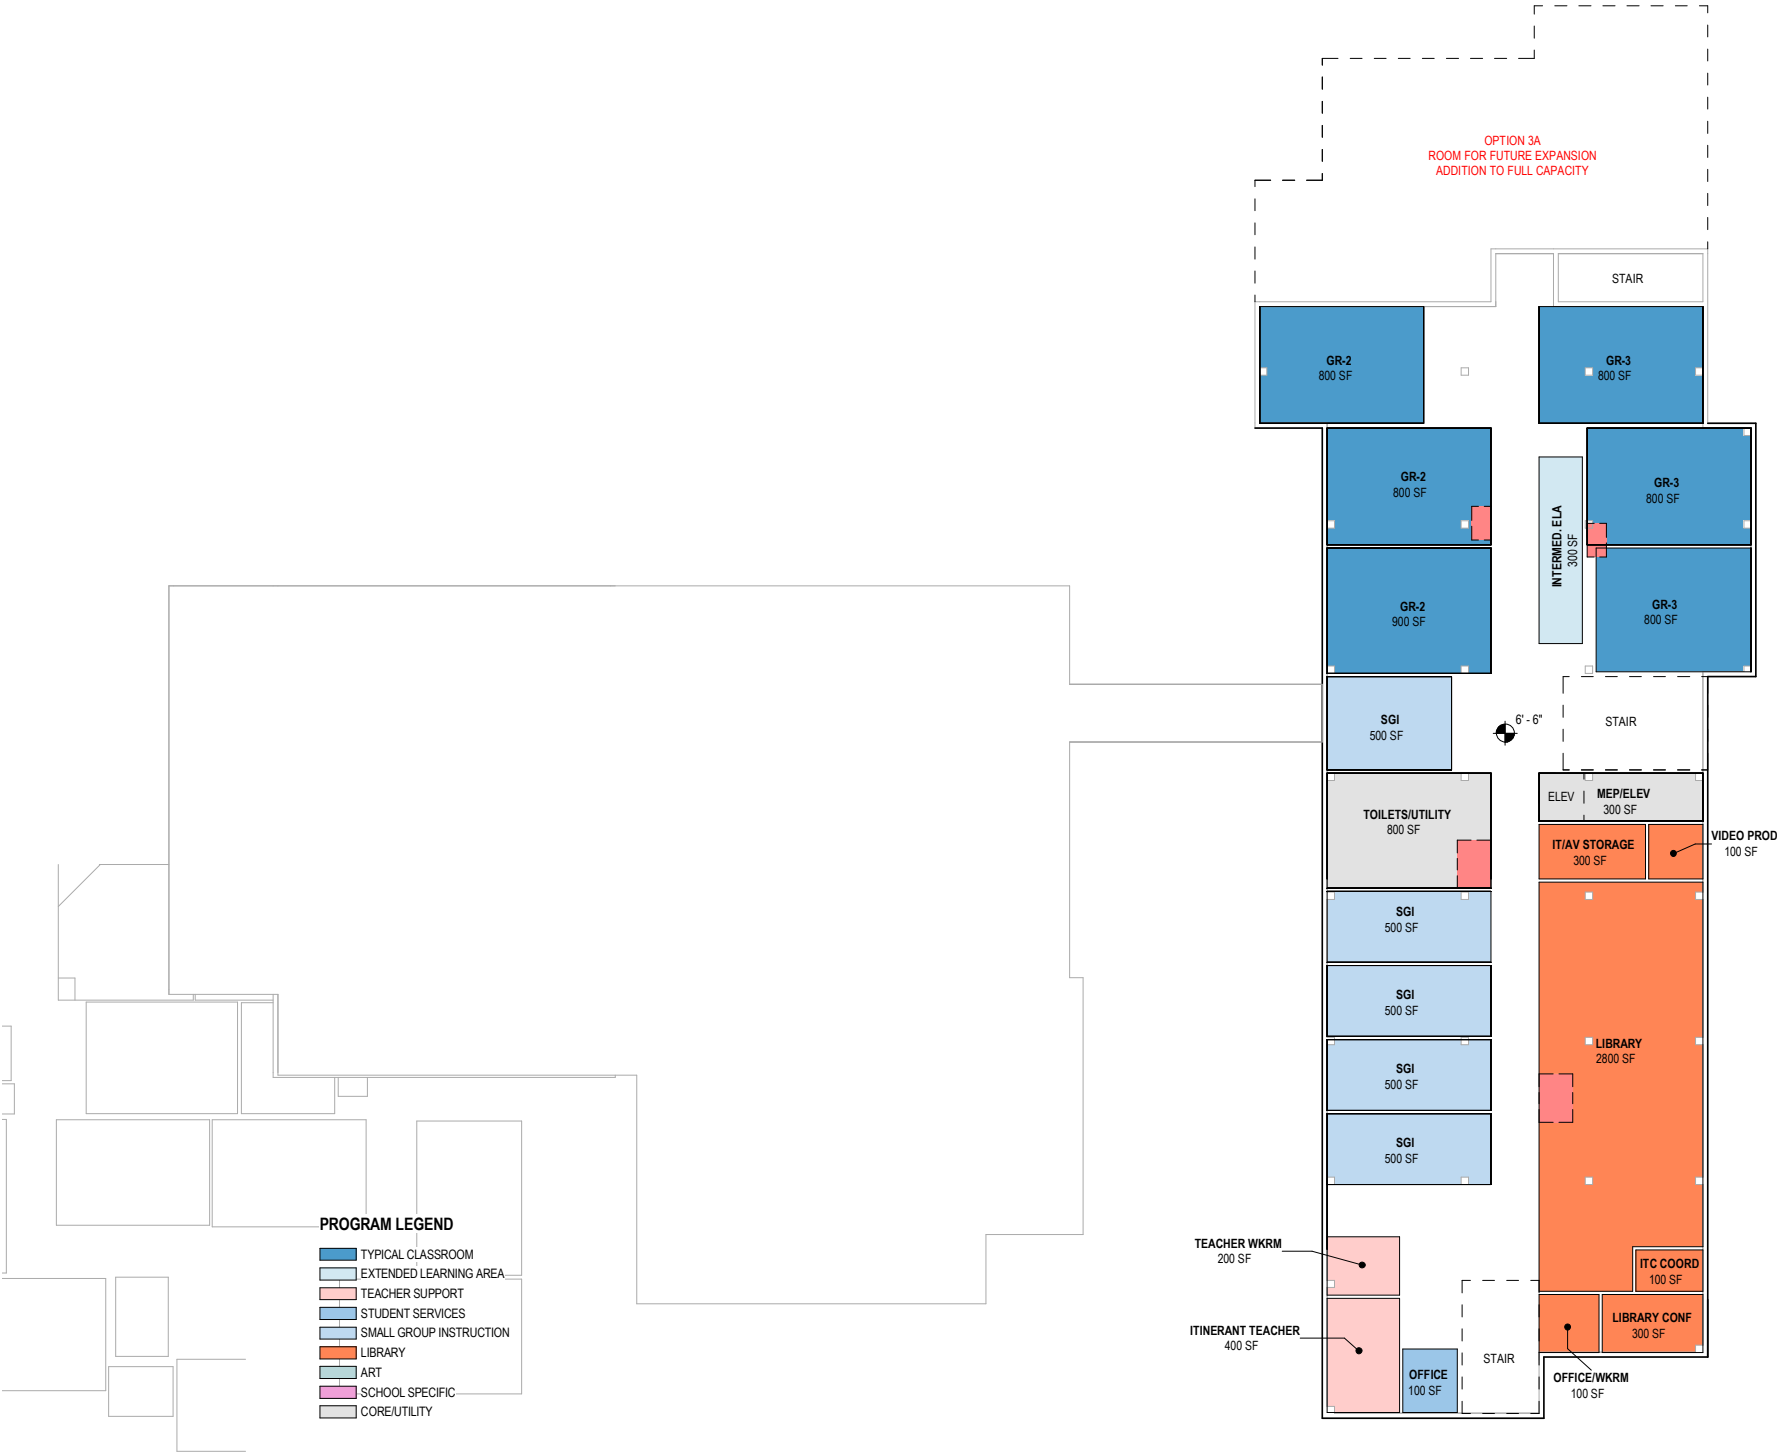 OPTION 3A
ROOM FOR FUTURE EXPANSION
ADDITION TO FULL CAPACITY
STAIR
GR-2
800 SF
GR-3
800 SF
GR-2
800 SF
GR-3
800 SF
INTERMED. ELA
300 SF
GR-2
900 SF
GR-3
800 SF
SGI
500 SF
6' - 6"
STAIR
TOILETS/UTILITY
800 SF
ELEV
MEP/ELEV
300 SF
IT/AV STORAGE
300 SF
VIDEO PROD
100 SF
SGI
500 SF
SGI
500 SF
LIBRARY
2800 SF
SGI
500 SF
SGI
500 SF
TEACHER WKRM
200 SF
ITC COORD
100 SF
ITINERANT TEACHER
400 SF
LIBRARY CONF
300 SF
STAIR
OFFICE
100 SF
OFFICE/WKRM
100 SF
PROGRAM LEGEND
TYPICAL CLASSROOM
EXTENDED LEARNING AREA
TEACHER SUPPORT
STUDENT SERVICES
SMALL GROUP INSTRUCTION
LIBRARY
ART
SCHOOL SPECIFIC
CORE/UTILITY